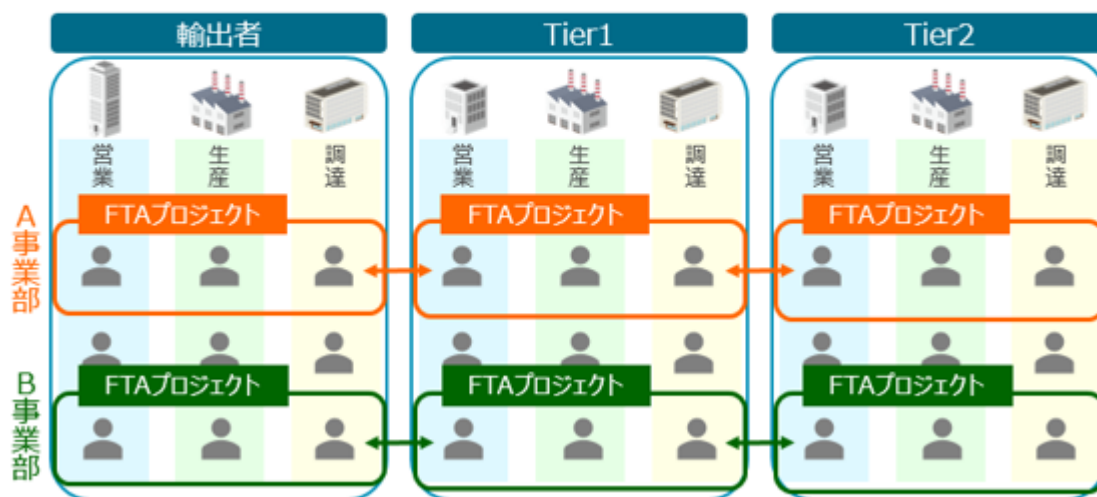 輸出者
Tier1
Tier2
営業
生産
調達
営業
生産
調達
営業
生産
調達
A事業部
FTAプロジェクト
FTAプロジェクト
FTAプロジェクト
B事業部
FTAプロジェクト
FTAプロジェクト
FTAプロジェクト